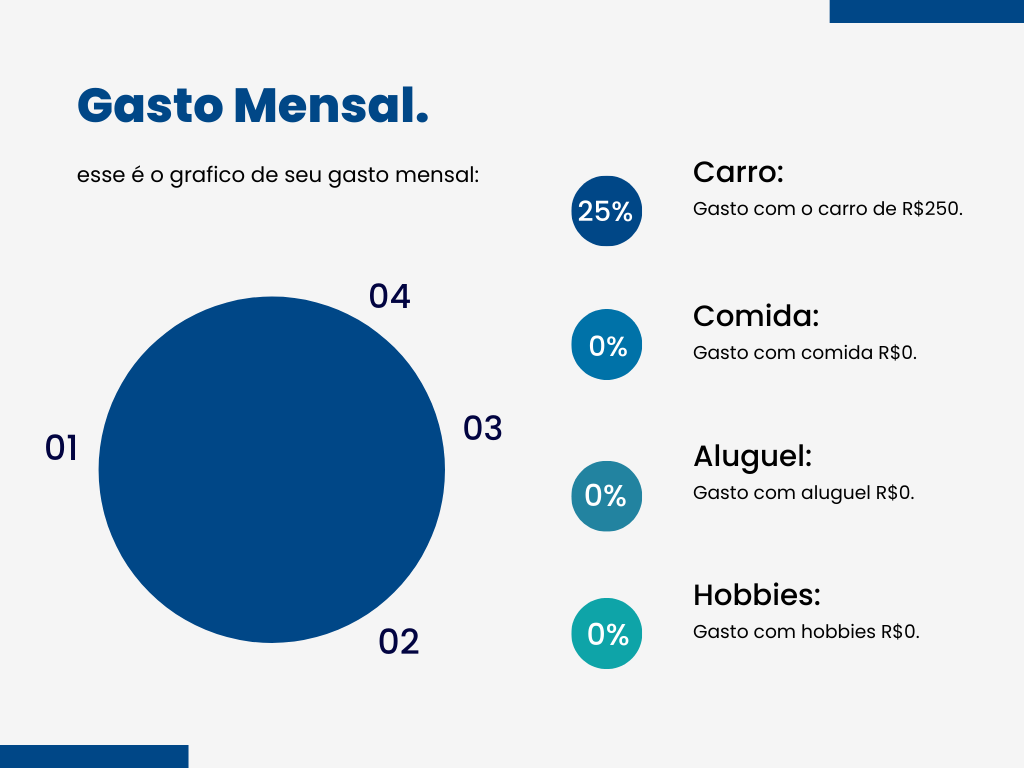 Gasto Mensal.
esse é o grafico de seu gasto mensal:
04
03
01
02
25%
Carro:
Gasto com o carro de R$250.
0%
Comida:
Gasto com comida R$0.
0%
Aluguel:
Gasto com aluguel R$0.
0%
Hobbies:
Gasto com hobbies R$0.